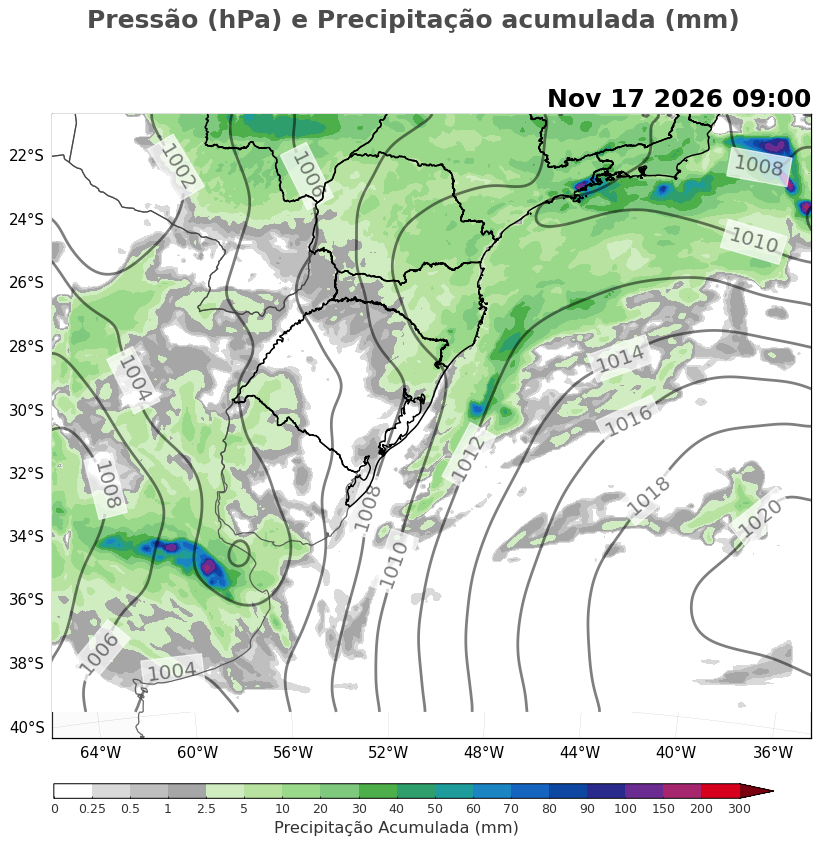 Pressão (hPa) e Precipitação acumulada (mm)
Nov 17 2026 09:00
22°S
24°S
26°S
28°S
30°S
32°S
34°S
36°S
38°S
40°S
1002
1006
1008
1010
1004
1014
1016
1012
1008
1008
1018
1020
1010
1006
1004
64°W 60°W 56°W 52°W 48°W 44°W 40°W 36°W
0 0.25 0.5 1 2.5 5 10 20 30 40 50 60 70 80 90 100 150 200 300
Precipitação Acumulada (mm)